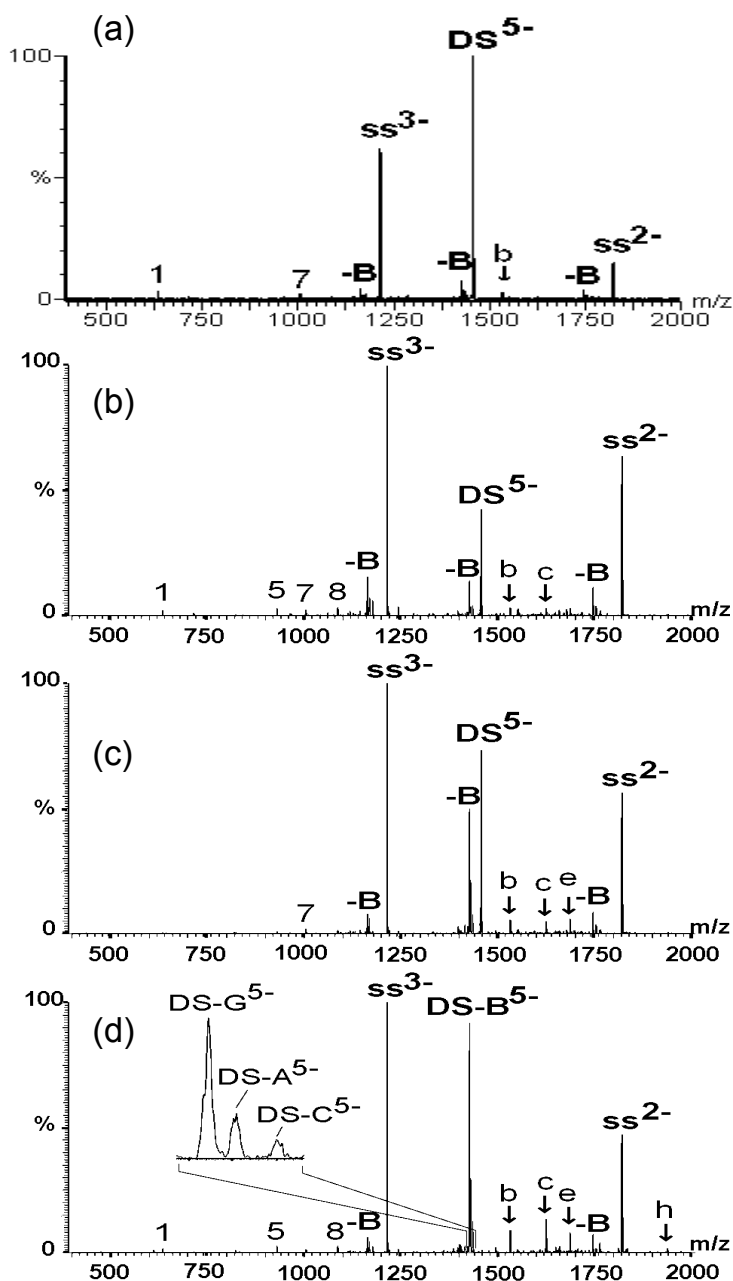 (a)
DS5-
100
ss3-
%
ss2-
1
7
-B
-B
b
-B
0
500
750
1000
1250
1500
1750
2000
m/z
ss3-
100
(b)
ss2-
%
DS5-
-B
-B
-B
1
5
7
8
b
c
0
m/z
500
750
1000
1250
1500
1750
2000
ss3-
100
(c)
DS5-
ss2-
-B
%
7
-B
b
c
e
-B
0
m/z
500
750
1000
1250
1500
1750
2000
ss3-
100
DS-B5-
DS-G5-
(d)
DS-A5-
DS-C5-
ss2-
%
1
5
8
-B
b
c
e
-B
h
0
m/z
500
750
1000
1250
1500
1750
2000